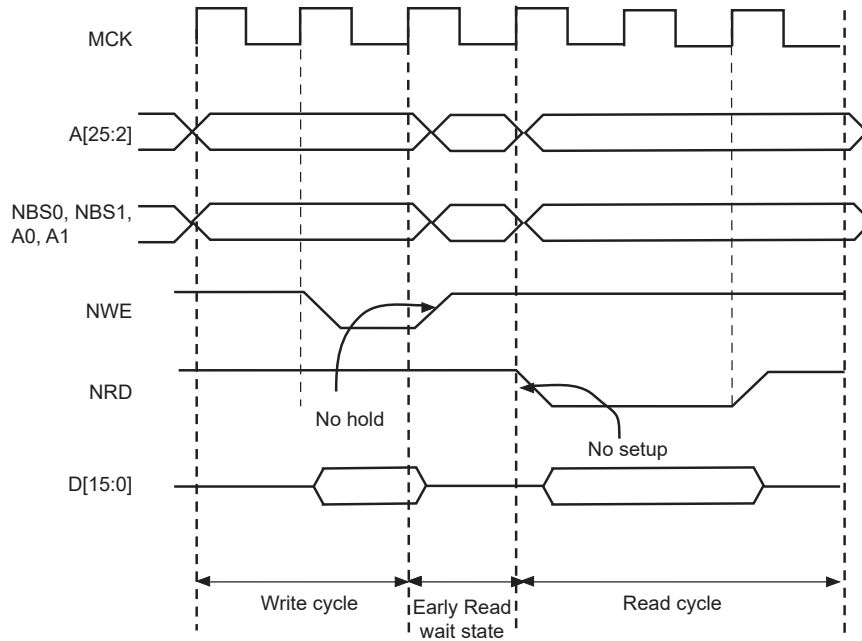 MCK
A[25:2]
NBS0, NBS1,
A0, A1
NWE
NRD
No hold
No setup
D[15:0]
Write cycle
Early Read
wait state
Read cycle